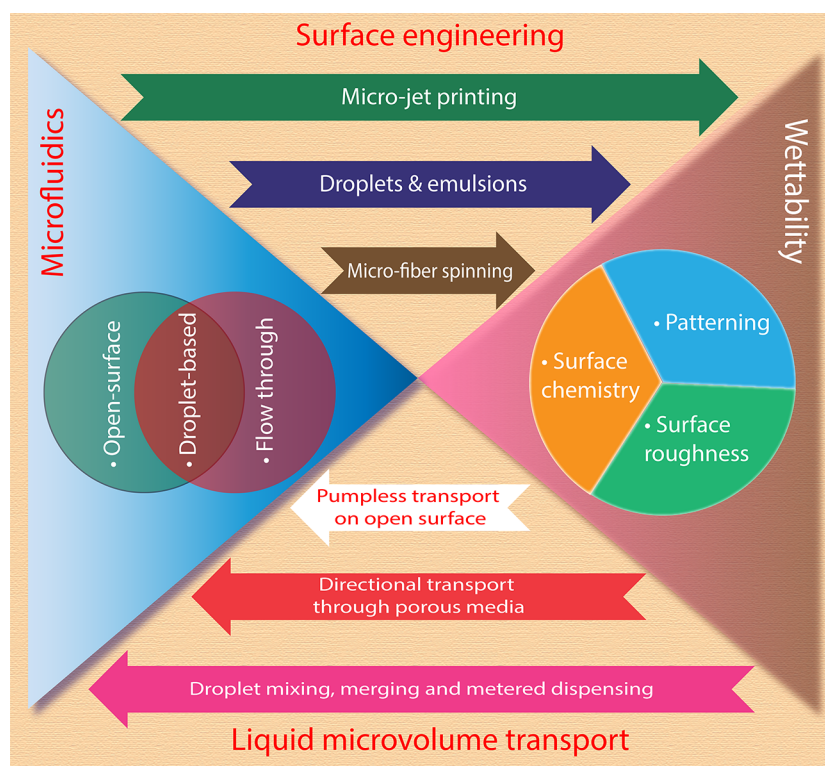 Surface engineering
Micro-jet printing
Droplets & emulsions
Micro-fiber spinning
Microfluidics
Wettability
• Open-surface
• Droplet-based
• Flow through
• Patterning
• Surface
chemistry
• Surface
roughness
Pumpless transport
on open surface
Directional transport
through porous media
Droplet mixing, merging and metered dispensing
Liquid microvolume transport